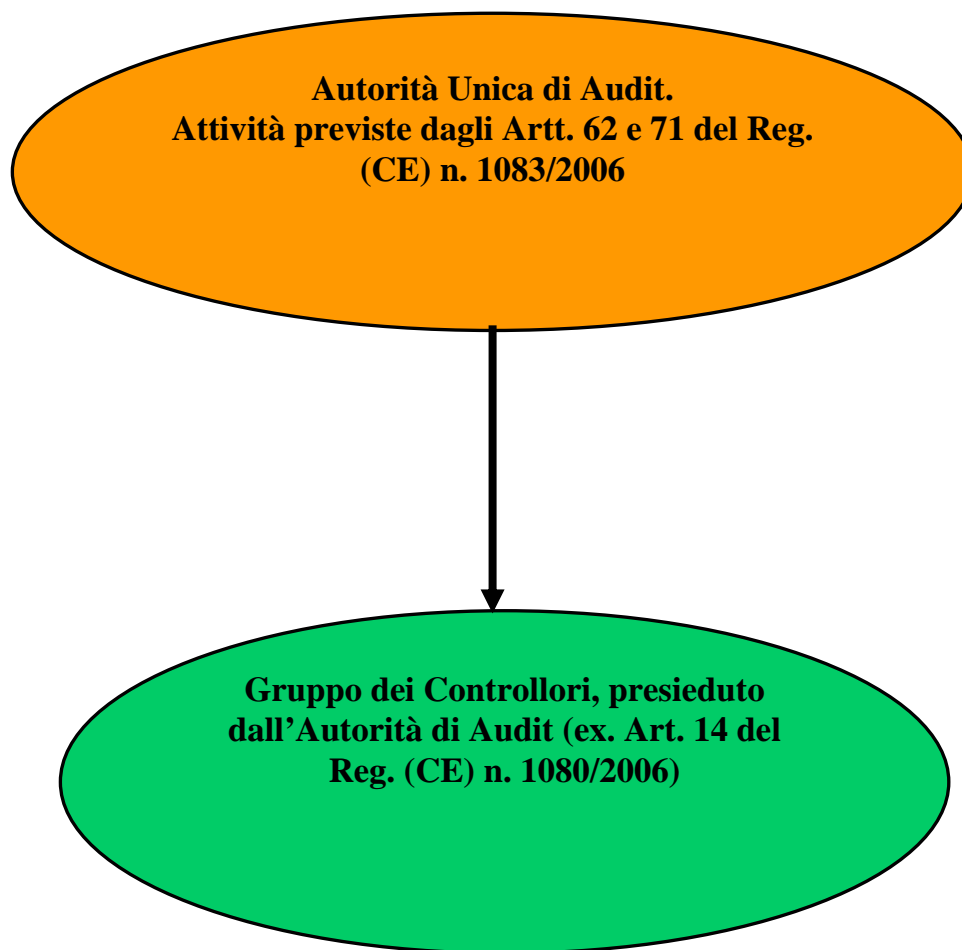 Autorità Unica di Audit.
Attività previste dagli Artt. 62 e 71 del Reg.
(CE) n. 1083/2006
Gruppo dei Controllori, presieduto
dall’Autorità di Audit (ex. Art. 14 del
Reg. (CE) n. 1080/2006)